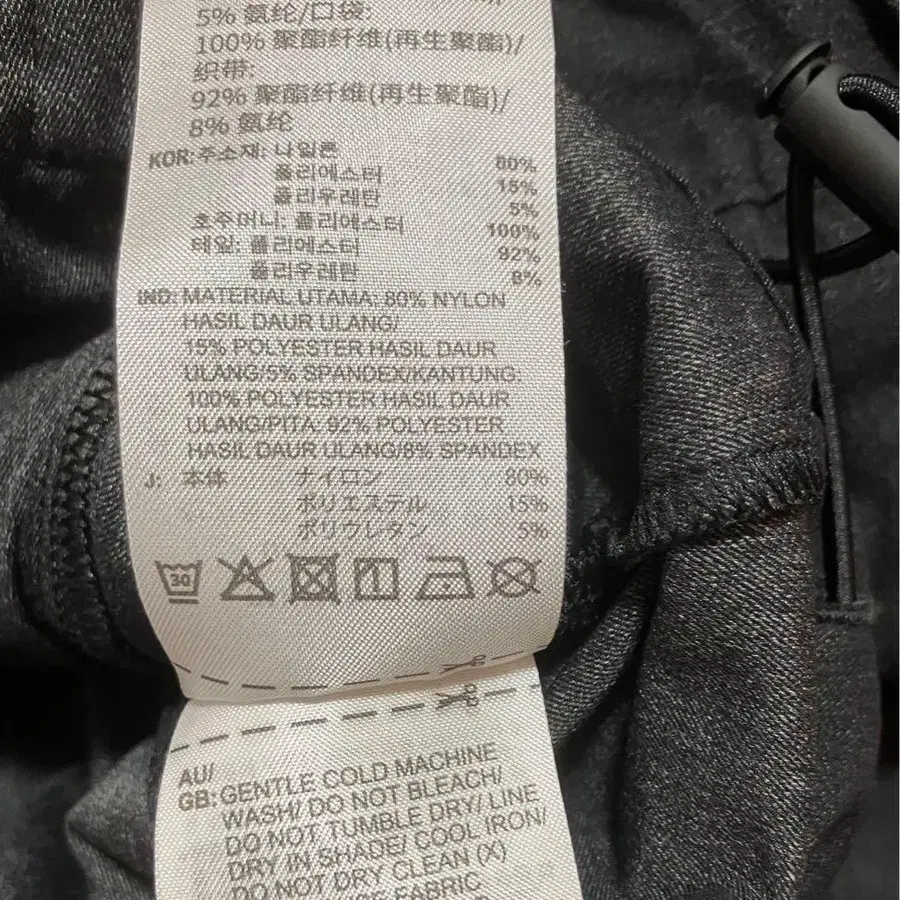 5% 氨纶/口袋:
100% 聚酯纤维(再生聚酯)/
织带:
92% 聚酯纤维(再生聚酯)/
8% 氨纶
KOR: 주소재: 나일론 80%
폴리에스터 15%
폴리우레탄 5%
호주머니: 폴리에스터 100%
테잎: 폴리에스터 92%
폴리우레탄 8%
IND: MATERIAL UTAMA: 80% NYLON
HASIL DAUR ULANG/
15% POLYESTER HASIL DAUR
ULANG/5% SPANDEX/KANTUNG:
100% POLYESTER HASIL DAUR
ULANG/PITA: 92% POLYESTER
HASIL DAUR ULANG/8% SPANDEX
J: 本体 ナイロン 80%
ポリエステル 15%
ポリウレタン 5%
30
AU/
GB: GENTLE COLD MACHINE
WASH/ DO NOT BLEACH/
DO NOT TUMBLE DRY/ LINE
DRY IN SHADE/ COOL IRON/
DO NOT DRY CLEAN (X)
FABRIC